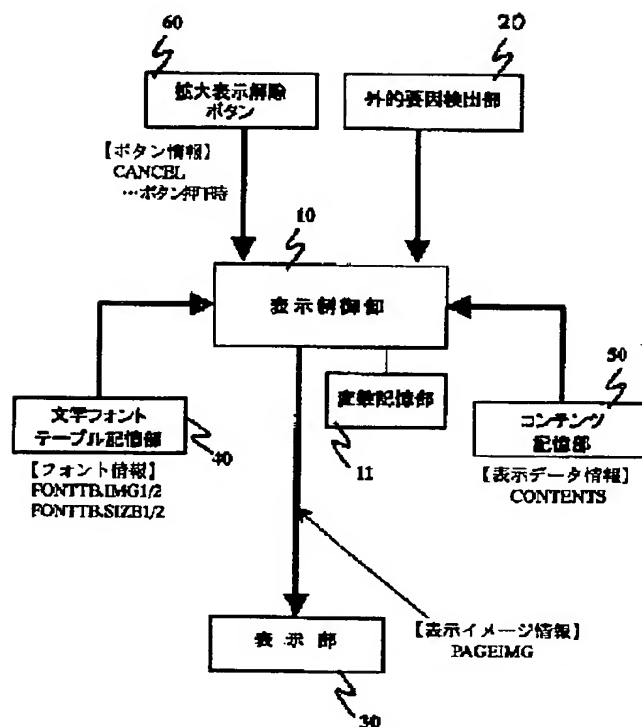 60
20
拡大表示解除
ボタン
外的要因検出部
【ボタン情報】
CANCEL
…ボタン押下時
10
表示制御部
50
変数記憶部
文字フォント
テーブル記憶部
コンテンツ
記憶部
40
11
【フォント情報】
FONTTB.IMG1/2
FONTTB.SIZE1/2
【表示データ情報】
CONTENTS
表示部
【表示イメージ情報】
PAGEIMG
30